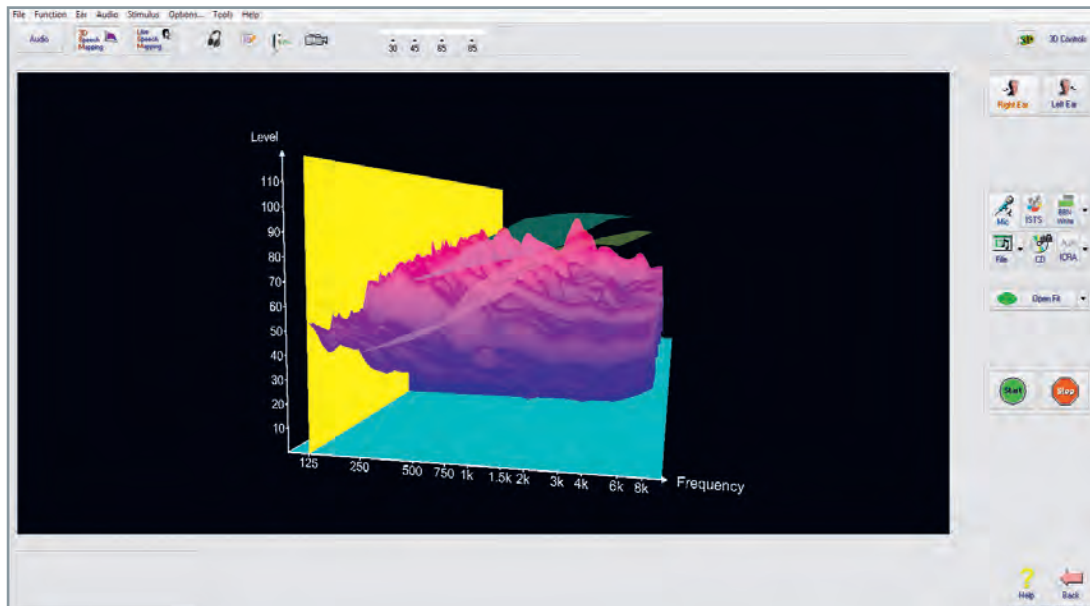 File Function Ear Audio Stimulus Options... Tools Help
Audio
3D Speech Mapping
Live Speech Mapping
30 45 65 85
3D Controls
Right Ear Left Ear
Mic ISTS BBN White
File CD ICRA
Open Fit
Start Stop
Help Back
Level
110
100
90
80
70
60
50
40
30
20
10
125 250 500 750 1k 1.5k 2k 3k 4k 6k 8k
Frequency